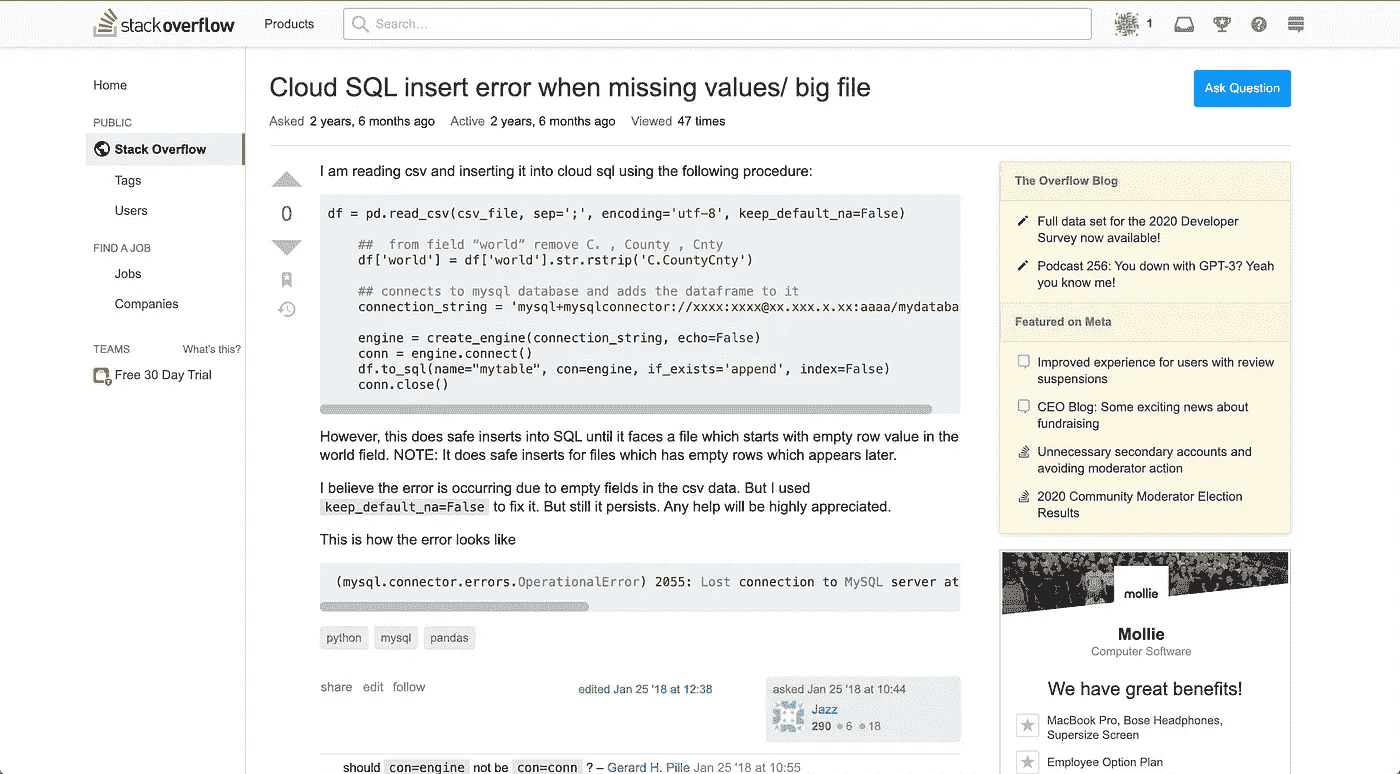 stackoverflow
Products
Search...
1
Home
PUBLIC
Stack Overflow
Tags
Users
FIND A JOB
Jobs
Companies
TEAMS
What's this?
Free 30 Day Trial
Cloud SQL insert error when missing values/ big file
Ask Question
Asked 2 years, 6 months ago Active 2 years, 6 months ago Viewed 47 times
0
I am reading csv and inserting it into cloud sql using the following procedure:
df = pd.read_csv(csv_file, sep=';', encoding='utf-8', keep_default_na=False)
## from field “world” remove C. , County , Cnty
df['world'] = df['world'].str.rstrip('C.CountyCnty')
## connects to mysql database and adds the dataframe to it
connection_string = 'mysql+mysqlconnector://xxxx:xxxx@xx.xxx.x.xx:aaaa/mydataba
engine = create_engine(connection_string, echo=False)
conn = engine.connect()
df.to_sql(name="mytable", con=engine, if_exists='append', index=False)
conn.close()
However, this does safe inserts into SQL until it faces a file which starts with empty row value in the
world field. NOTE: It does safe inserts for files which has empty rows which appears later.
I believe the error is occurring due to empty fields in the csv data. But I used
keep_default_na=False to fix it. But still it persists. Any help will be highly appreciated.
This is how the error looks like
(mysql.connector.errors.OperationalError) 2055: Lost connection to MySQL server at
python mysql pandas
share edit follow
edited Jan 25 '18 at 12:38
asked Jan 25 '18 at 10:44
Jazz
290 6 18
should con=engine not be con=conn ? – Gerard H. Pille Jan 25 '18 at 10:55
The Overflow Blog
Full data set for the 2020 Developer
Survey now available!
Podcast 256: You down with GPT-3? Yeah
you know me!
Featured on Meta
Improved experience for users with review
suspensions
CEO Blog: Some exciting news about
fundraising
Unnecessary secondary accounts and
avoiding moderator action
2020 Community Moderator Election
Results
mollie
Mollie
Computer Software
We have great benefits!
MacBook Pro, Bose Headphones,
Supersize Screen
Employee Option Plan